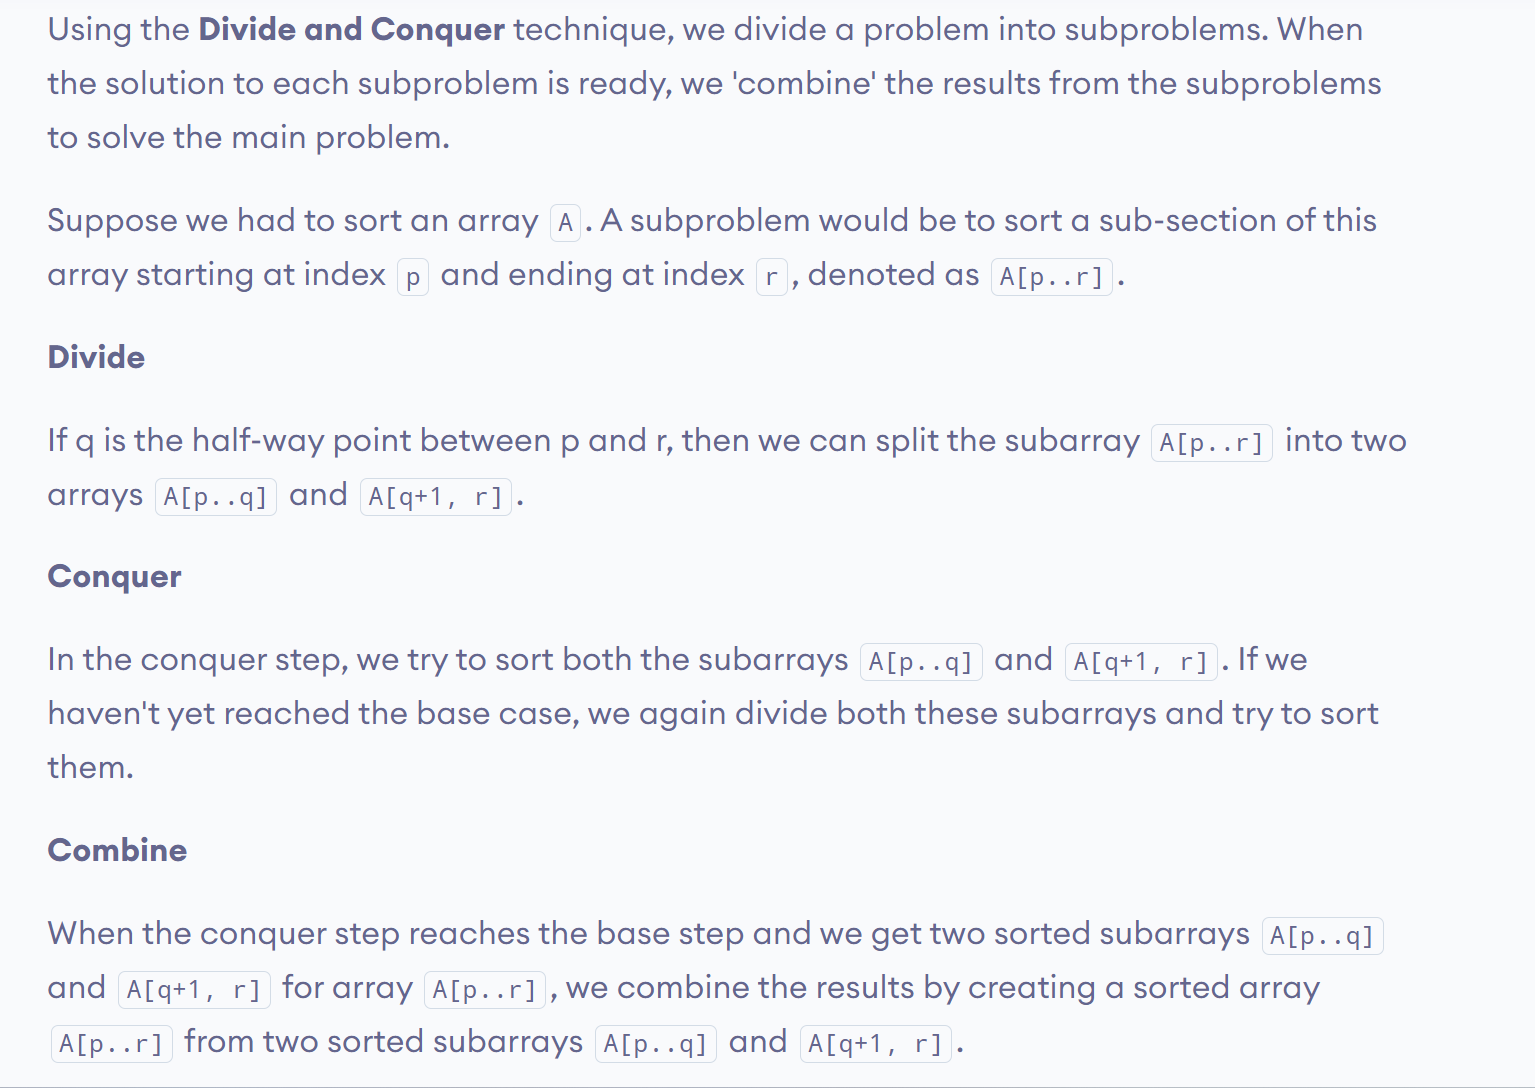 Using the Divide and Conquer technique, we divide a problem into subproblems. When
the solution to each subproblem is ready, we 'combine' the results from the subproblems
to solve the main problem.
Suppose we had to sort an array A. A subproblem would be to sort a sub-section of this
array starting at index p and ending at index r, denoted as A[p..r].
Divide
If q is the half-way point between p and r, then we can split the subarray A[p..r] into two
arrays A[p..q] and A[q+1, r].
Conquer
In the conquer step, we try to sort both the subarrays A[p..q] and A[q+1, r]. If we
haven't yet reached the base case, we again divide both these subarrays and try to sort
them.
Combine
When the conquer step reaches the base step and we get two sorted subarrays A[p..q]
and A[q+1, r] for array A[p..r], we combine the results by creating a sorted array
A[p..r] from two sorted subarrays A[p..q] and A[q+1, r].